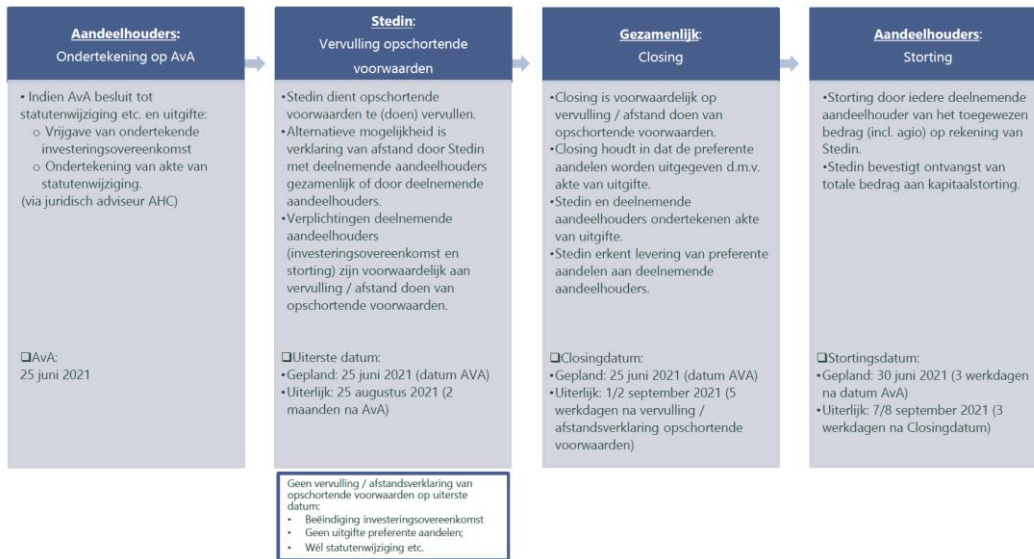 Aandeelhouders:
Ondertekening op AvA
• Indien AvA besluit tot
statutenwijziging etc. en uitgifte:
o Vrijgave van ondertekende
investeringsovereenkomst
o Ondertekening van akte van
statutenwijziging.
(via juridisch adviseur AHC)
❑AvA:
25 juni 2021
Stedin:
Vervulling opschortende
voorwaarden
•Stedin dient opschortende
voorwaarden te (doen) vervullen.
•Alternatieve mogelijkheid is
verklaring van afstand door Stedin
met deelnemende aandeelhouders
gezamenlijk of door deelnemende
aandeelhouders.
•Verplichtingen deelnemende
aandeelhouders
(investeringsovereenkomst en
storting) zijn voorwaardelijk aan
vervulling / afstand doen van
opschortende voorwaarden.
❑Uiterste datum:
•Gepland: 25 juni 2021 (datum AVA)
•Uiterlijk: 25 augustus 2021 (2
maanden na AvA)
Geen vervulling / afstandsverklaring van
opschortende voorwaarden op uiterste
datum:
• Beëindiging investeringsovereenkomst
• Geen uitgifte preferente aandelen;
• Wél statutenwijziging etc.
Gezamenlijk:
Closing
•Closing is voorwaardelijk op
vervulling / afstand doen van
opschortende voorwaarden.
•Closing houdt in dat de preferente
aandelen worden uitgegeven d.m.v.
akte van uitgifte.
•Stedin en deelnemende
aandeelhouders ondertekenen akte
van uitgifte.
•Stedin erkent levering van preferente
aandelen aan deelnemende
aandeelhouders.
❑Closingdatum:
•Gepland: 25 juni 2021 (datum AVA)
•Uiterlijk: 1/2 september 2021 (5
werkdagen na vervulling /
afstandsverklaring opschortende
voorwaarden)
Aandeelhouders:
Storting
•Storting door iedere deelnemende
aandeelhouder van het toegewezen
bedrag (incl. agio) op rekening van
Stedin.
•Stedin bevestigt ontvangst van
totale bedrag aan kapitaalstorting.
❑Stortingsdatum:
•Gepland: 30 juni 2021 (3 werkdagen
na datum AvA)
•Uiterlijk: 7/8 september 2021 (3
werkdagen na Closingdatum)